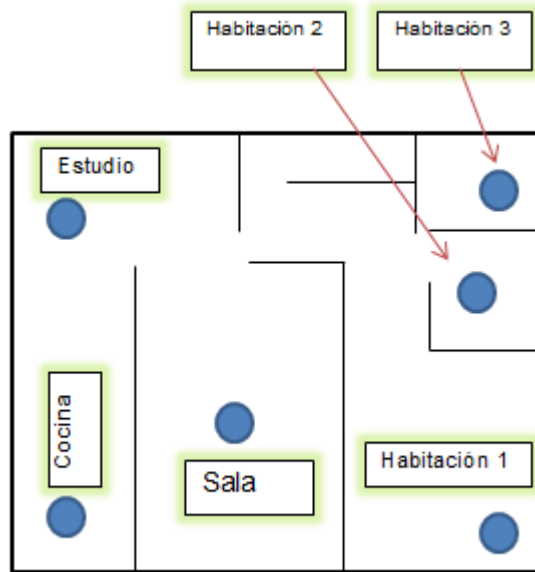 Habitación 2
Habitación 3
Estudio
Cocina
Sala
Habitación 1